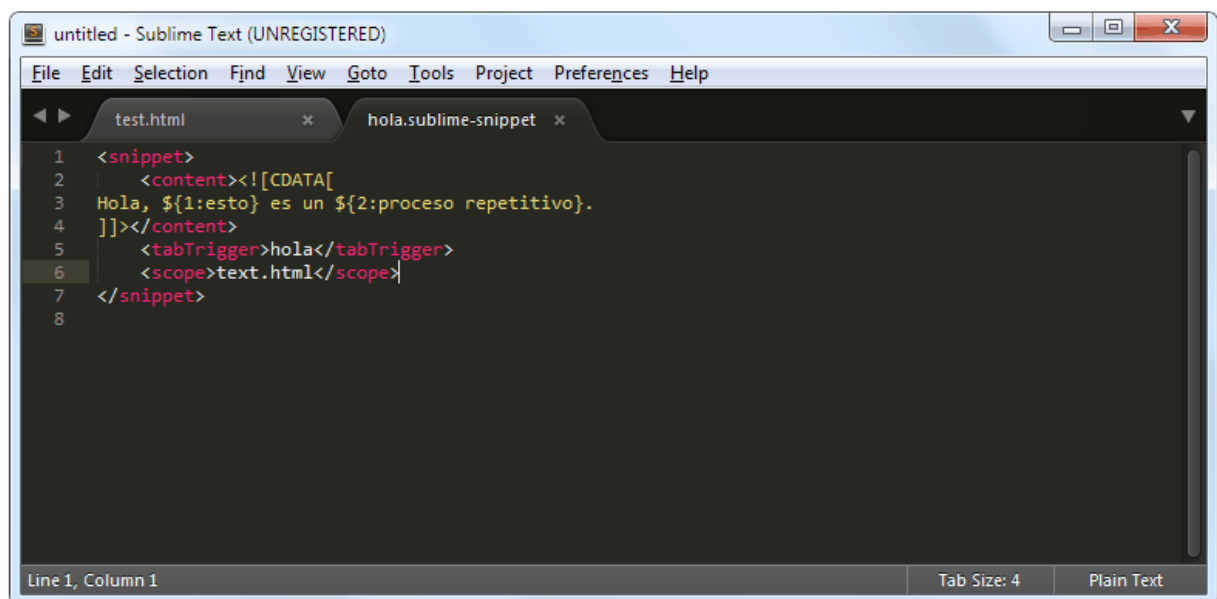 untitled - Sublime Text (UNREGISTERED)
File Edit Selection Find View Goto Tools Project Preferences Help
test.html hola.sublime-snippet
1 <snippet>
2 <content><![CDATA[
3 Hola, ${1:esto} es un ${2:proceso repetitivo}.
4 ]]></content>
5 <tabTrigger>hola</tabTrigger>
6 <scope>text.html</scope>
7 </snippet>
8
Line 1, Column 1 Tab Size: 4 Plain Text